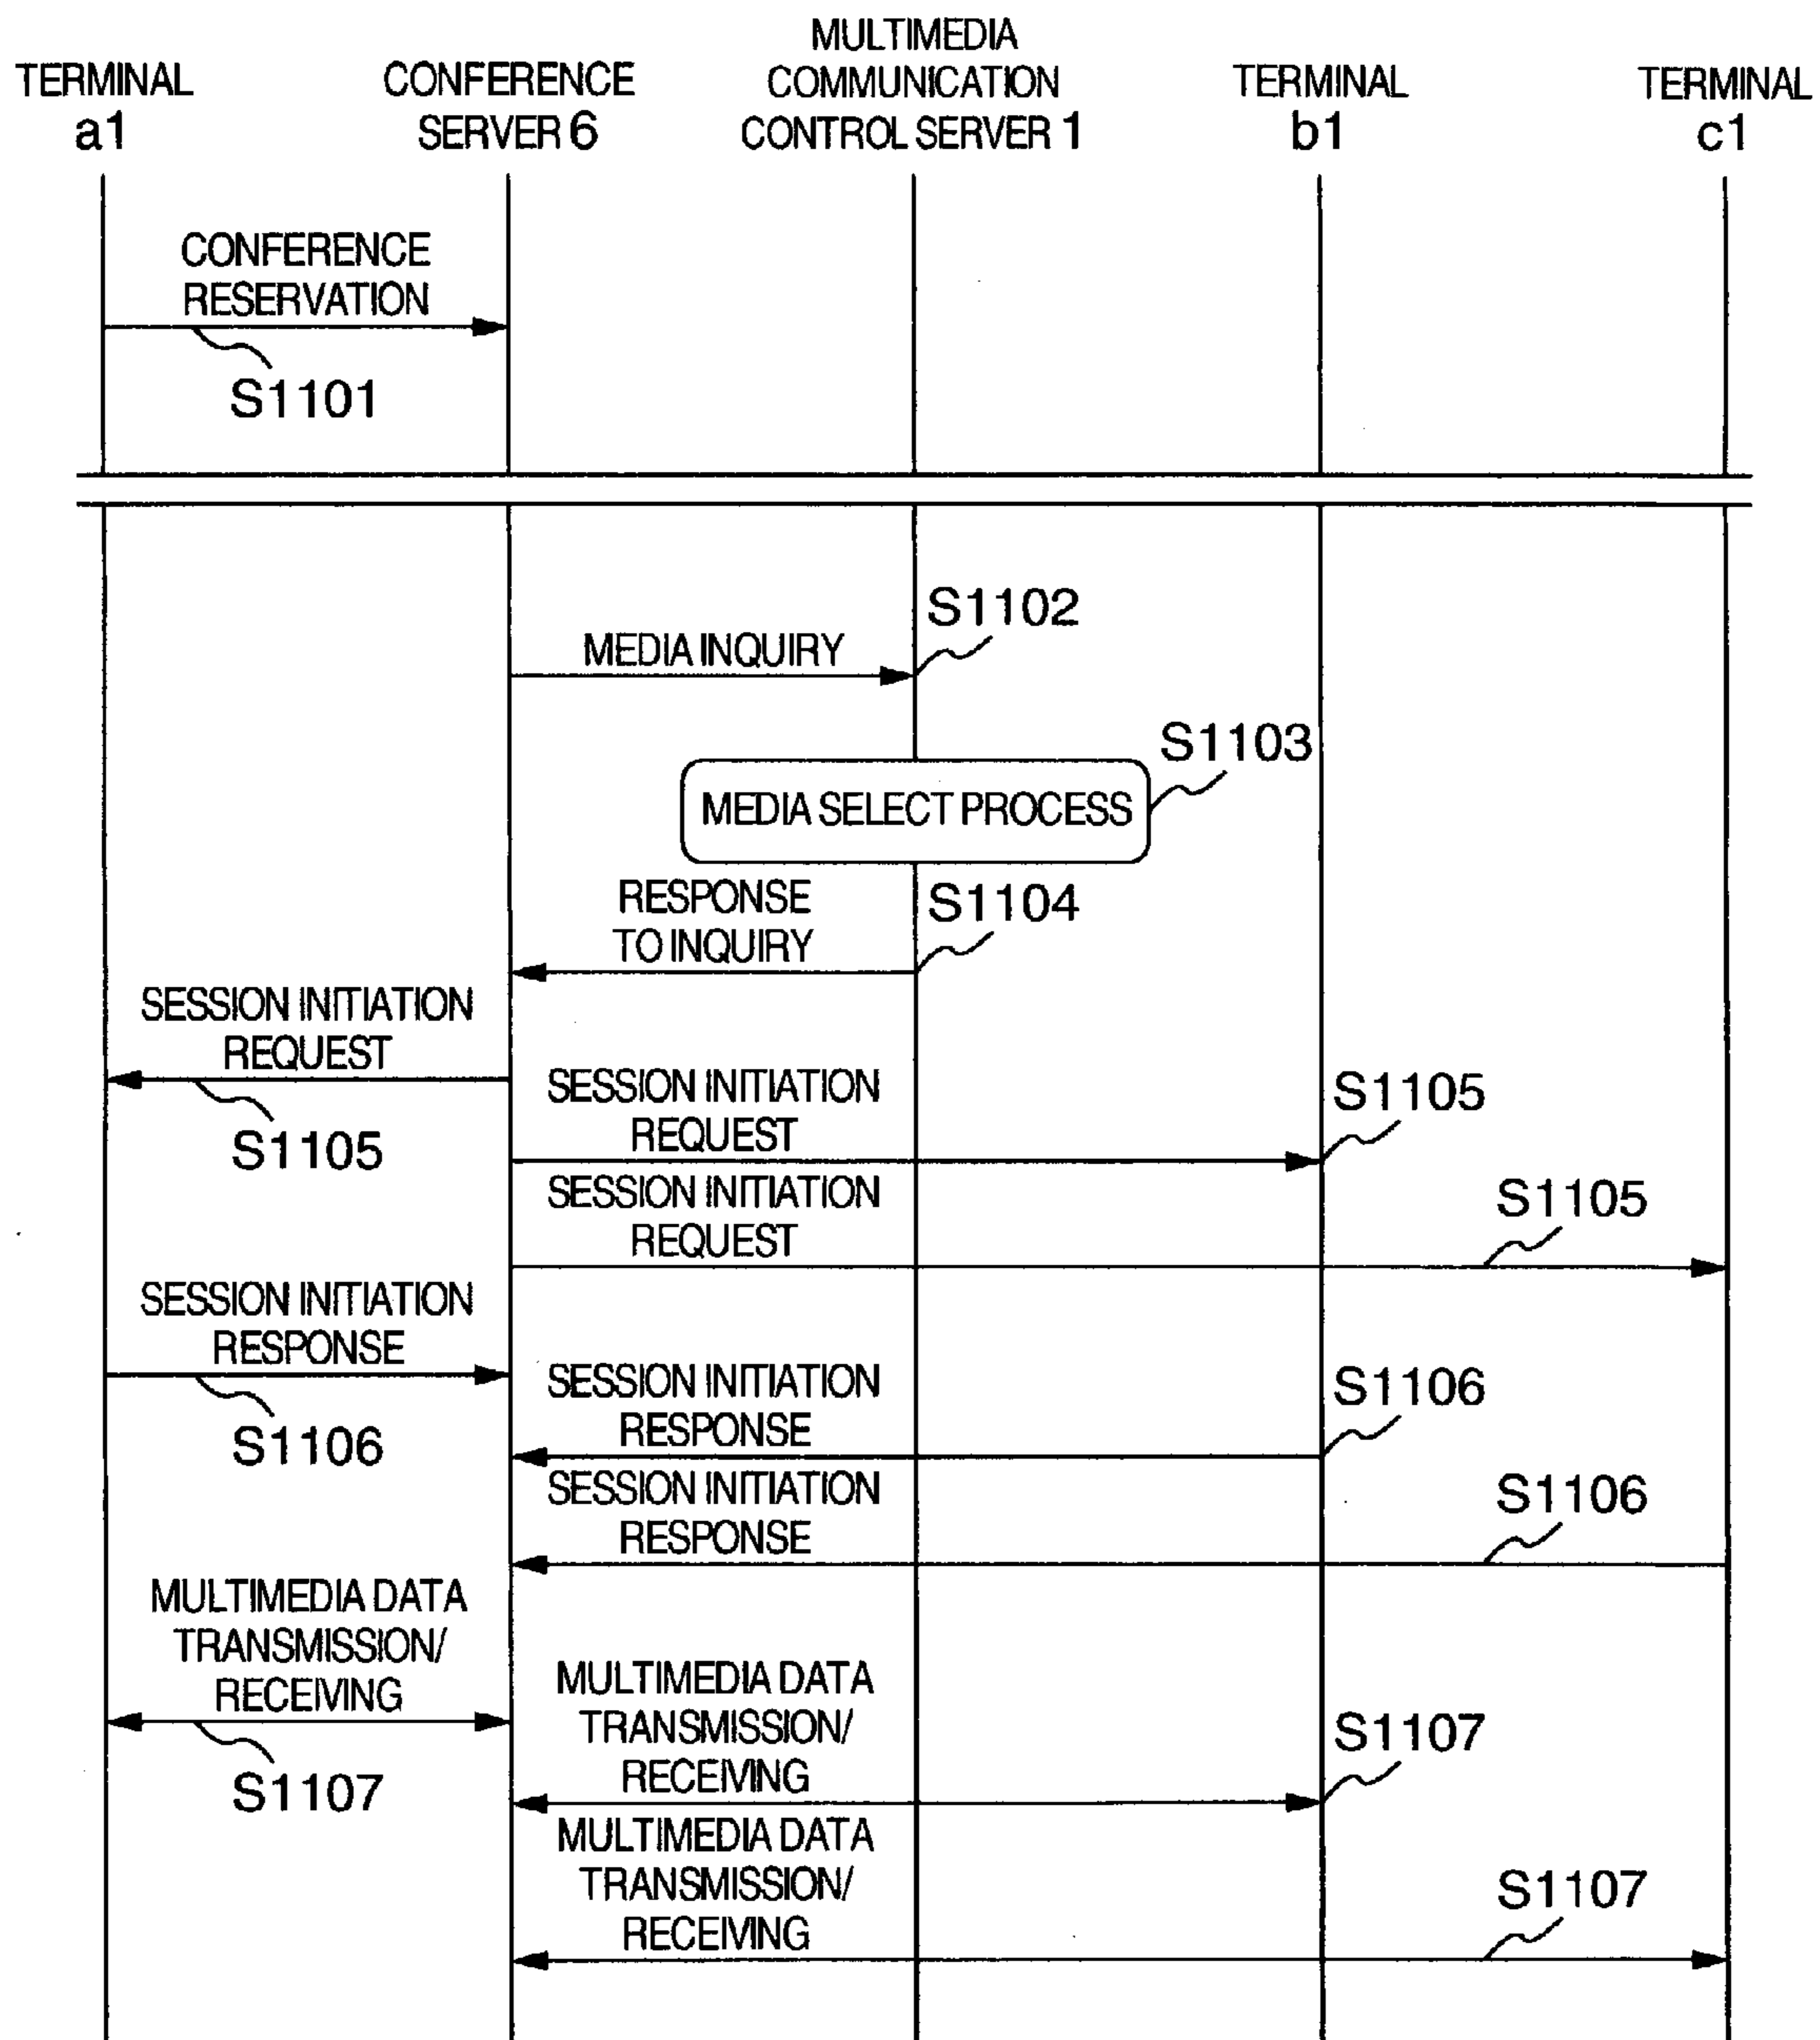 TERMINAL
a1
CONFERENCE
SERVER 6
MULTIMEDIA
COMMUNICATION
CONTROL SERVER 1
TERMINAL
b1
TERMINAL
c1
CONFERENCE
RESERVATION
S1101
S1102
MEDIA INQUIRY
S1103
MEDIA SELECT PROCESS
RESPONSE
TO INQUIRY
S1104
SESSION INITIATION
REQUEST
S1105
SESSION INITIATION
REQUEST
S1105
SESSION INITIATION
REQUEST
S1105
SESSION INITIATION
RESPONSE
S1106
SESSION INITIATION
RESPONSE
S1106
SESSION INITIATION
RESPONSE
S1106
MULTIMEDIA DATA
TRANSMISSION/
RECEIVING
S1107
MULTIMEDIA DATA
TRANSMISSION/
RECEIVING
S1107
MULTIMEDIA DATA
TRANSMISSION/
RECEIVING
S1107